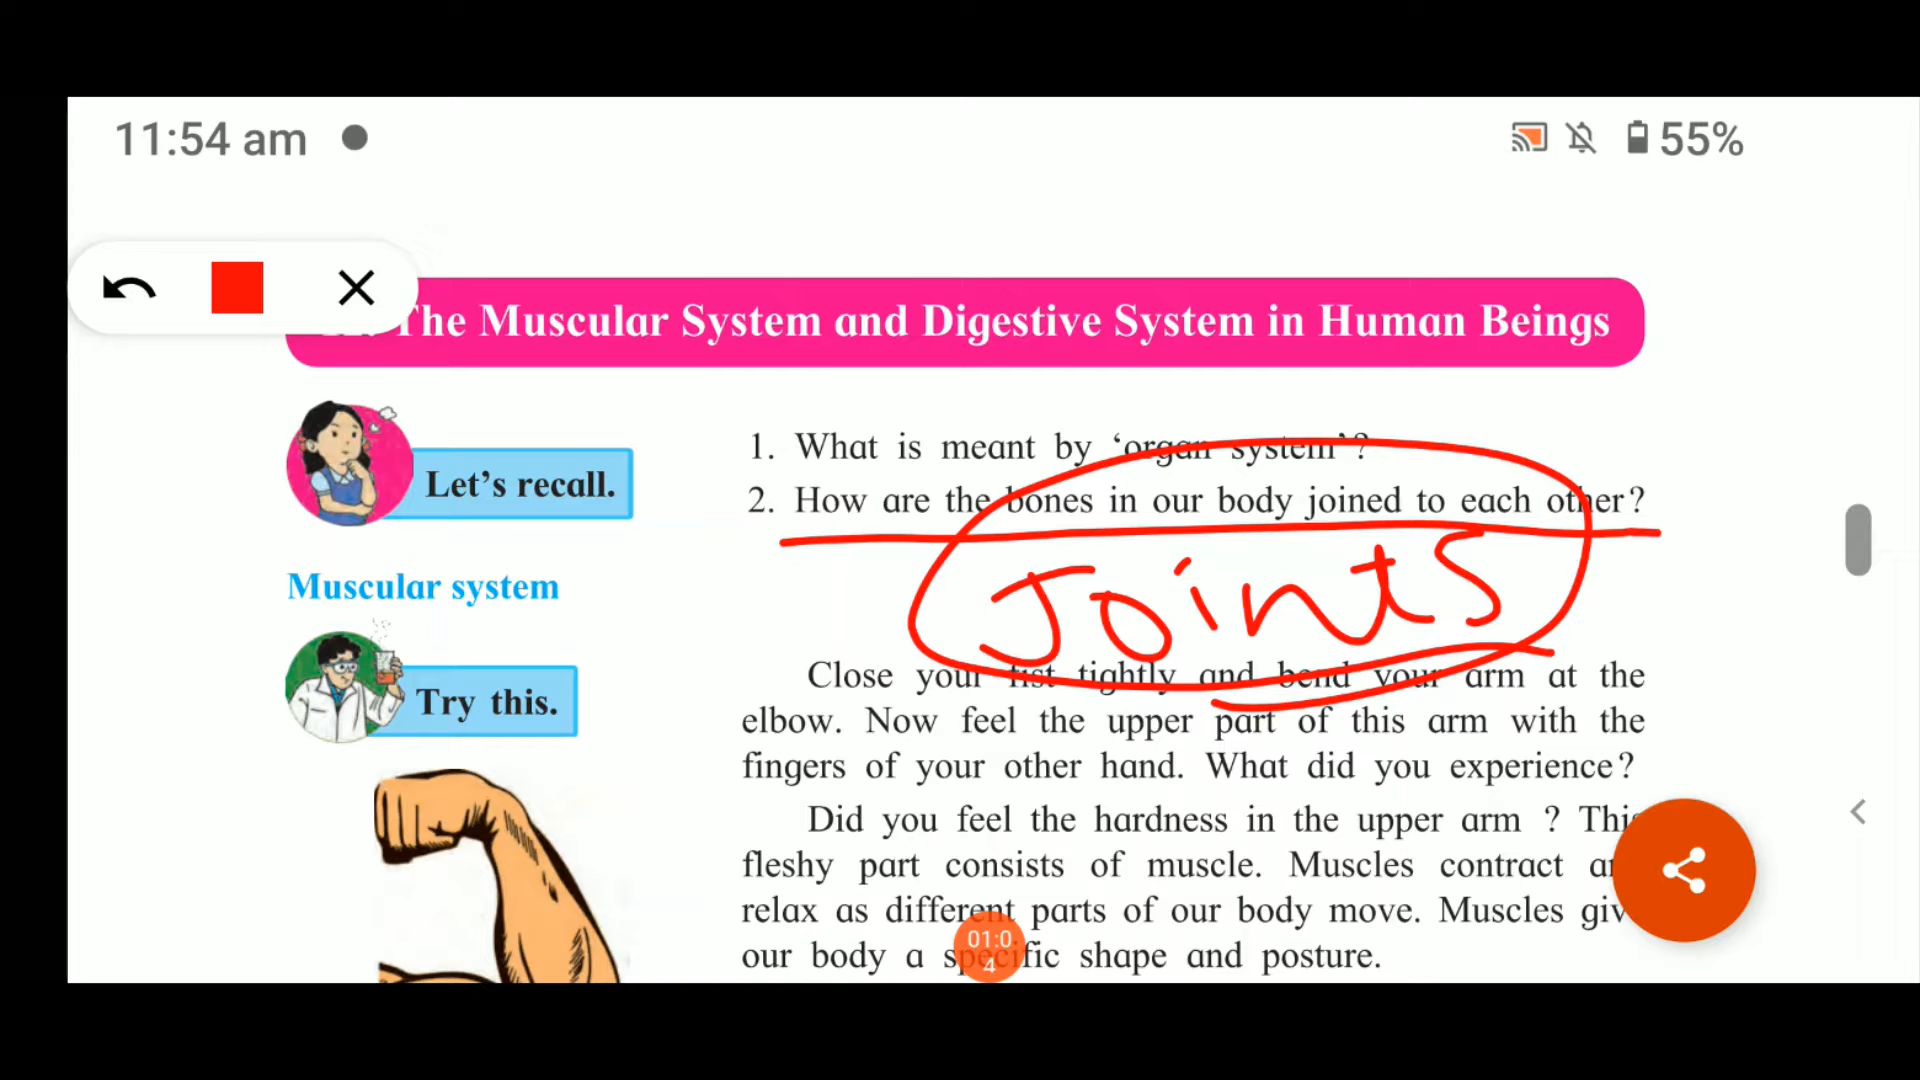 11:54 am
55%
The Muscular System and Digestive System in Human Beings
Let's recall.
1. What is meant by ‘organ system’?
2. How are the bones in our body joined to each other?
Joints
Muscular system
Try this.
Close your fist tightly and bend your arm at the
elbow. Now feel the upper part of this arm with the
fingers of your other hand. What did you experience?
Did you feel the hardness in the upper arm ? This
fleshy part consists of muscle. Muscles contract
relax as different parts of our body move. Muscles
our body a specific shape and posture.
01:0
4